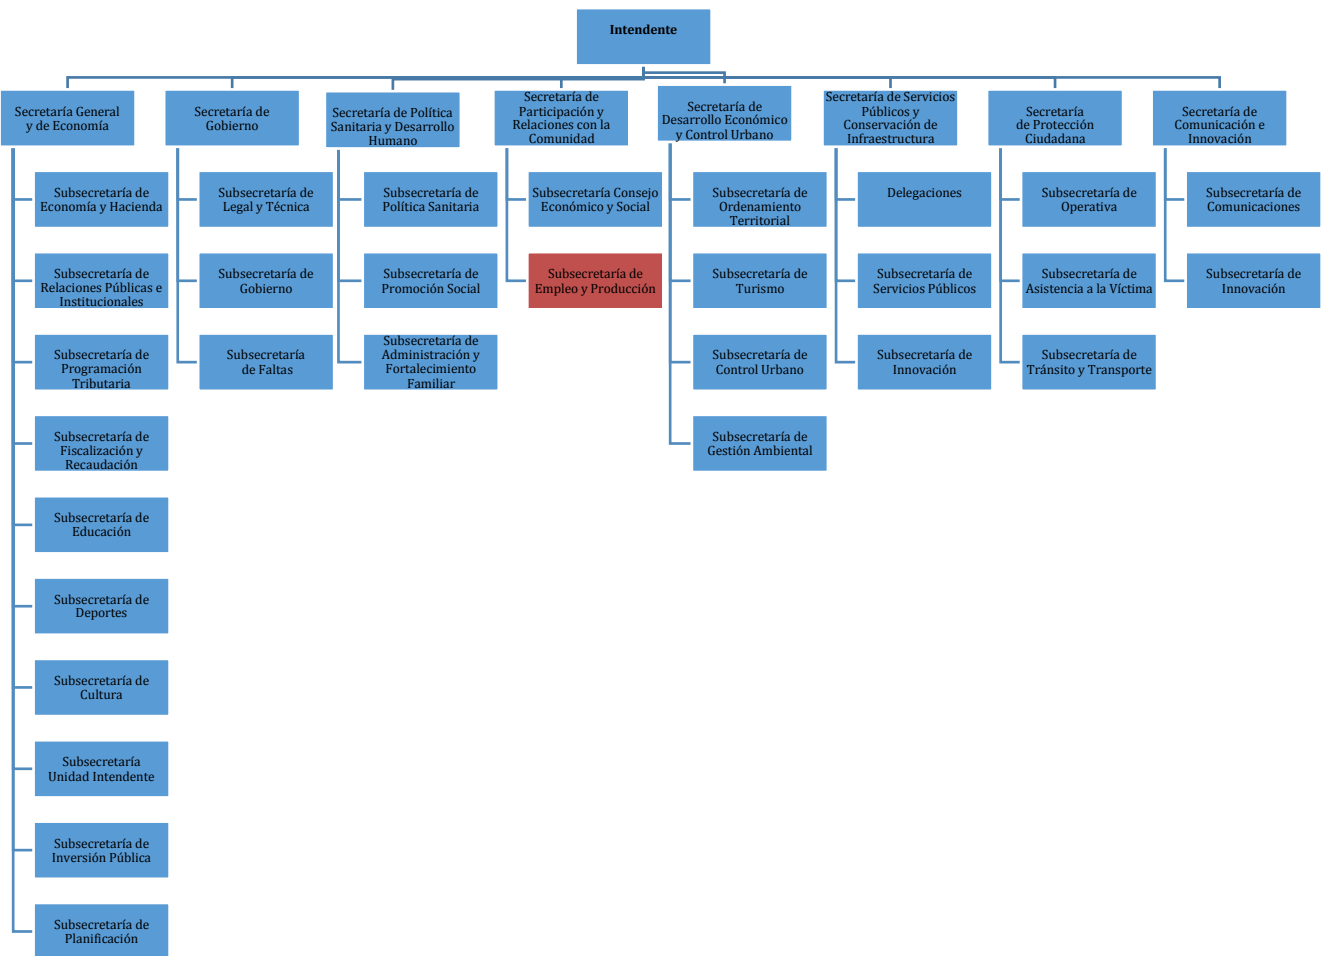 Intendente
Secretaría General
y de Economía
Subsecretaría de
Economía y Hacienda
Subsecretaría de
Relaciones Públicas e
Institucionales
Subsecretaría de
Programación
Tributaria
Subsecretaría de
Fiscalización y
Recaudación
Subsecretaría de
Educación
Subsecretaría de
Deportes
Subsecretaría de
Cultura
Subsecretaría
Unidad Intendente
Subsecretaría de
Inversión Pública
Subsecretaría de
Planificación
Secretaría de
Gobierno
Subsecretaría de
Legal y Técnica
Subsecretaría de
Gobierno
Subsecretaría
de Faltas
Secretaría de Política
Sanitaria y Desarrollo
Humano
Subsecretaría de
Política Sanitaria
Subsecretaría de
Promoción Social
Subsecretaría de
Administración y
Fortalecimiento
Familiar
Secretaría de
Participación y
Relaciones con la
Comunidad
Subsecretaría Consejo
Económico y Social
Subsecretaría de
Empleo y Producción
Secretaría de
Desarrollo Económico
y Control Urbano
Subsecretaría de
Ordenamiento
Territorial
Subsecretaría de
Turismo
Subsecretaría de
Control Urbano
Subsecretaría de
Gestión Ambiental
Secretaría de Servicios
Públicos y
Conservación de
Infraestructura
Delegaciones
Subsecretaría de
Servicios Públicos
Subsecretaría de
Innovación
Secretaría
de Protección
Ciudadana
Subsecretaría de
Operativa
Subsecretaría de
Asistencia a la Víctima
Subsecretaría de
Tránsito y Transporte
Secretaría de
Comunicación e
Innovación
Subsecretaría de
Comunicaciones
Subsecretaría de
Innovación